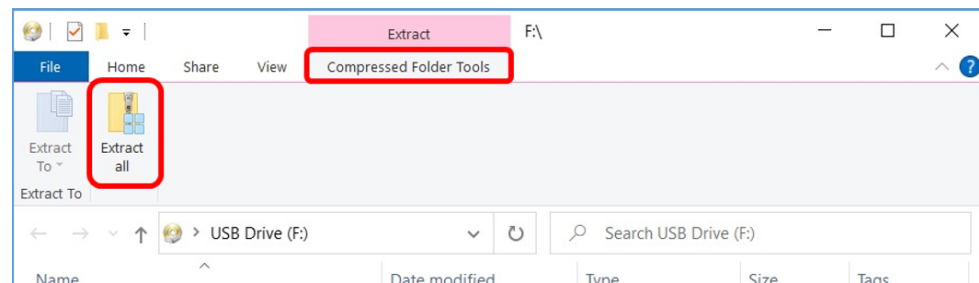 Extract
F:\
File
Home
Share
View
Compressed Folder Tools
?
Extract
To
Extract
all
Extract To
USB Drive (F:)
Search USB Drive (F:)
Name
Date modified
Type
Size
Tags